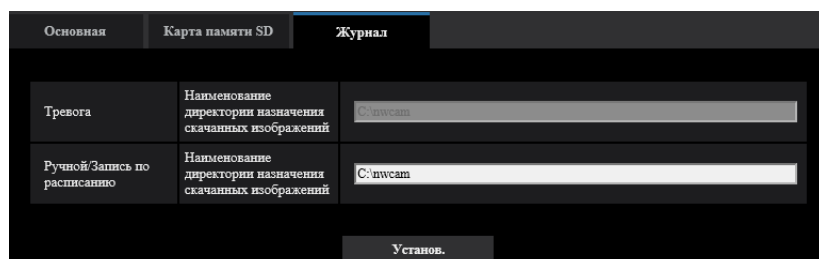 Основная Карта памяти SD Журнал
Тревога
Наименование
директории назначения
скачанных изображений
C:\nwcam
Ручной/Запись по
расписанию
Наименование
директории назначения
скачанных изображений
C:\nwcam
Установ.